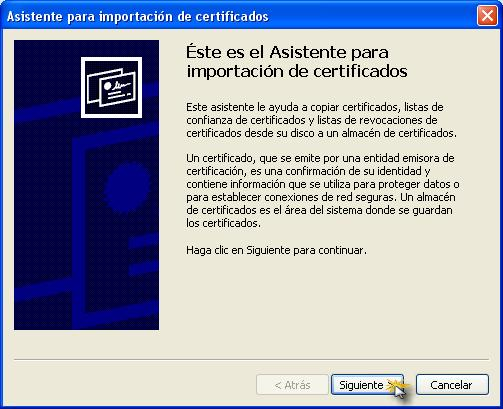 Asistente para importación de certificados
Éste es el Asistente para
importación de certificados
Este asistente le ayuda a copiar certificados, listas de
confianza de certificados y listas de revocaciones de
certificados desde su disco a un almacén de certificados.
Un certificado, que se emite por una entidad emisora de
certificación, es una confirmación de su identidad y
contiene información que se utiliza para proteger datos o
para establecer conexiones de red seguras. Un almacén
de certificados es el área del sistema donde se guardan
los certificados.
Haga clic en Siguiente para continuar.
< Atrás
Siguiente
Cancelar